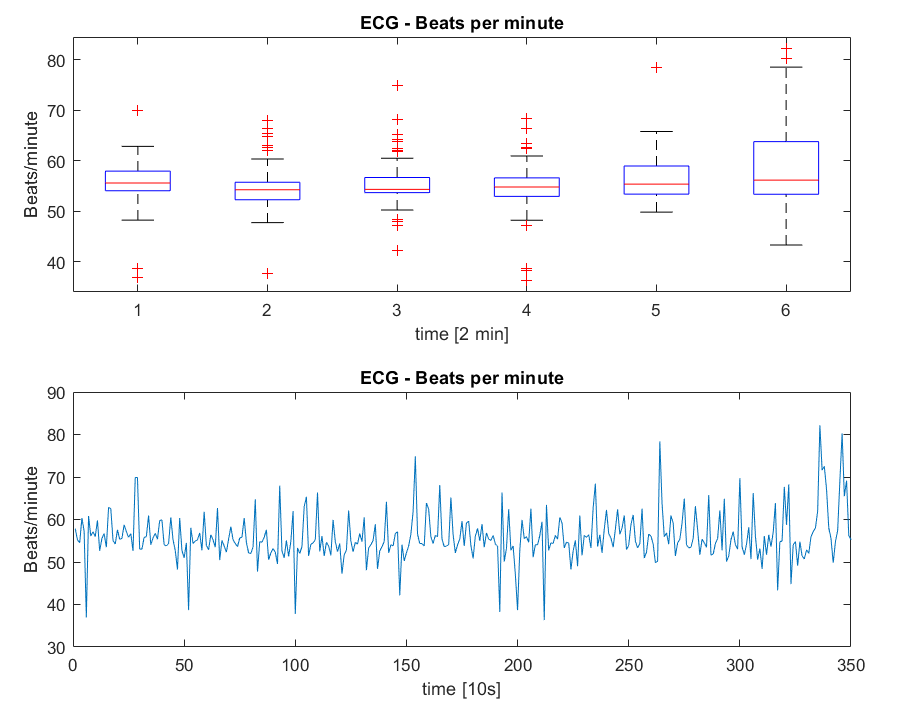 ECG - Beats per minute
80
70
60
50
40
Beats/minute
1 2 3 4 5 6
time [2 min]
ECG - Beats per minute
90
80
70
60
50
40
30
Beats/minute
0 50 100 150 200 250 300 350
time [10s]